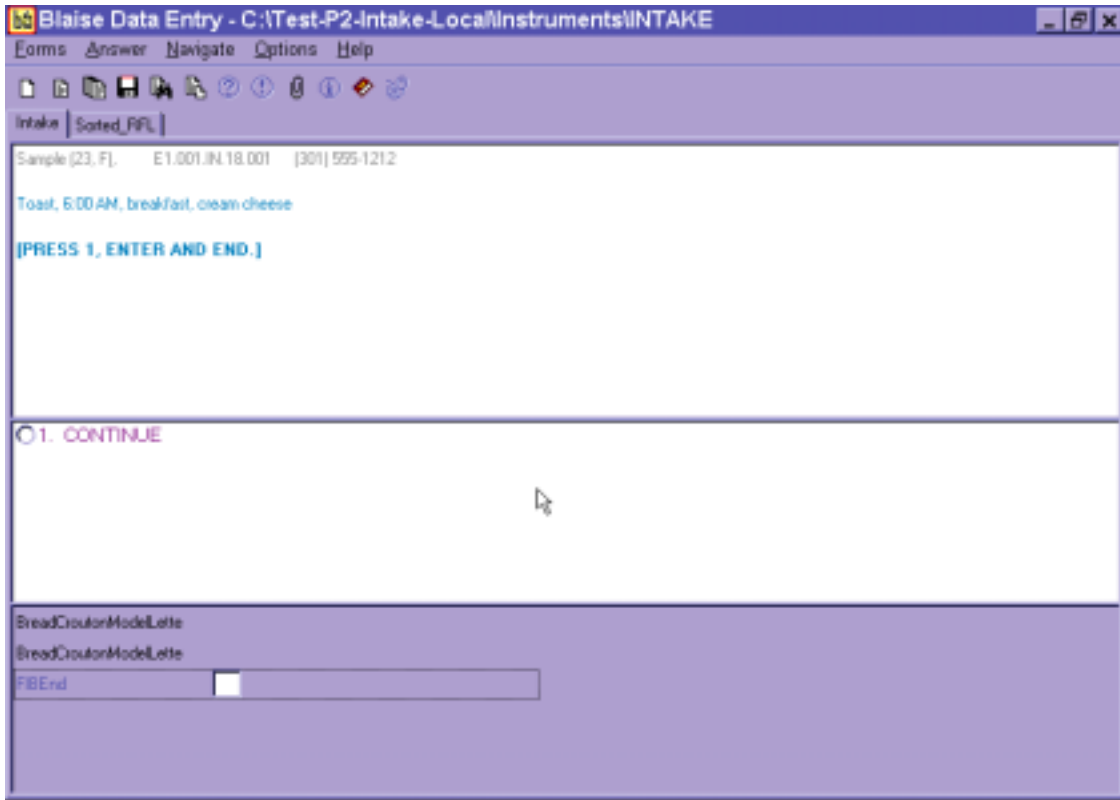 Blaise Data Entry - C:\Test-P2-Intake-Local\Instruments\INTAKE
Forms Answer Navigate Options Help
Intake Sorted_RFL
Sample (23, F), E1.001.IN.18.001 (301) 595-1212
Toast, 6:00 AM, breakfast, cream cheese
[PRESS 1, ENTER AND END.]
1. CONTINUE
BreadCroutonModelLette
BreadCroutonModelLette
FIBEnd